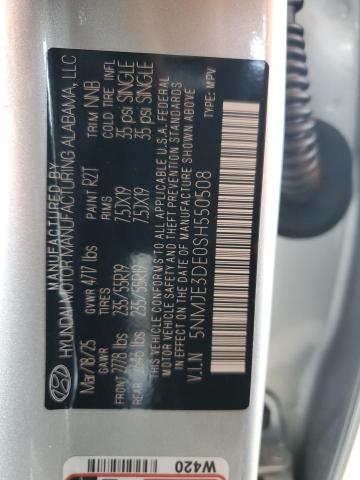 MANUFACTURED BY
HYUNDAI MOTOR MANUFACTURING ALABAMA, LLC
Mar/18/25 GVWR 4717 lbs PAINT R2T TRIM NNB
GAWR TIRES RIMS COLD TIRE INFL
FRONT 2778 lbs 235/55R19 7.5JX19 35 psi SINGLE
REAR 2646 lbs 235/55R19 7.5JX19 35 psi SINGLE
THIS VEHICLE CONFORMS TO ALL APPLICABLE U.S.A. FEDERAL
MOTOR VEHICLE SAFETY, BUMPER, AND THEFT PREVENTION
STANDARDS IN EFFECT ON THE DATE OF MANUFACTURE SHOWN
ABOVE.
V.I.N 5NMJE3DE0SH550508 TYPE: MPV
W420